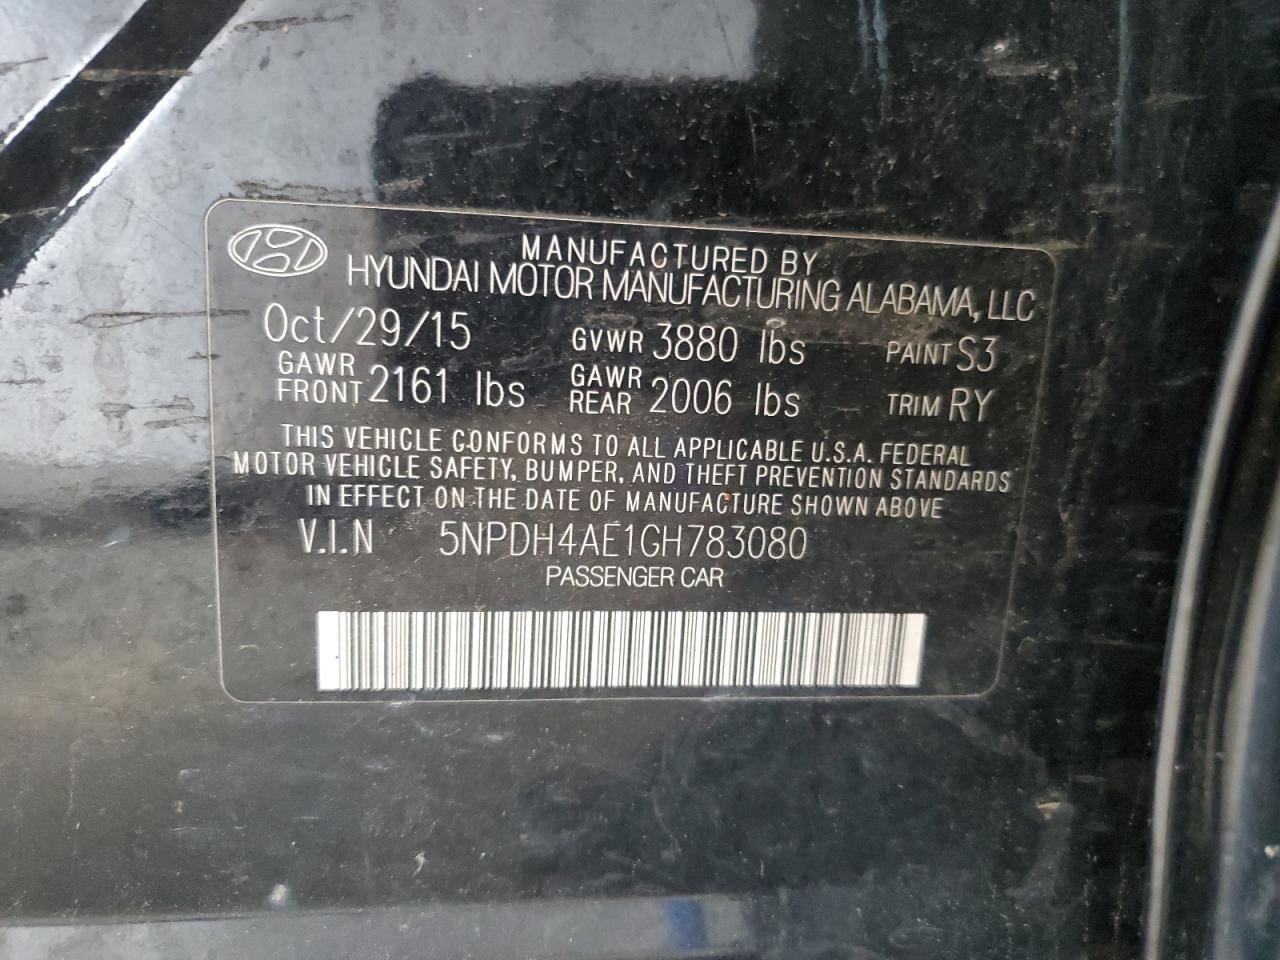 MANUFACTURED BY
HYUNDAI MOTOR MANUFACTURING ALABAMA, LLC
Oct/29/15 GVWR 3880 lbs PAINT S3
GAWR FRONT 2161 lbs GAWR REAR 2006 lbs TRIM RY
THIS VEHICLE CONFORMS TO ALL APPLICABLE U.S.A. FEDERAL
MOTOR VEHICLE SAFETY, BUMPER, AND THEFT PREVENTION STANDARDS
IN EFFECT ON THE DATE OF MANUFACTURE SHOWN ABOVE
V.I.N 5NPDH4AE1GH783080
PASSENGER CAR